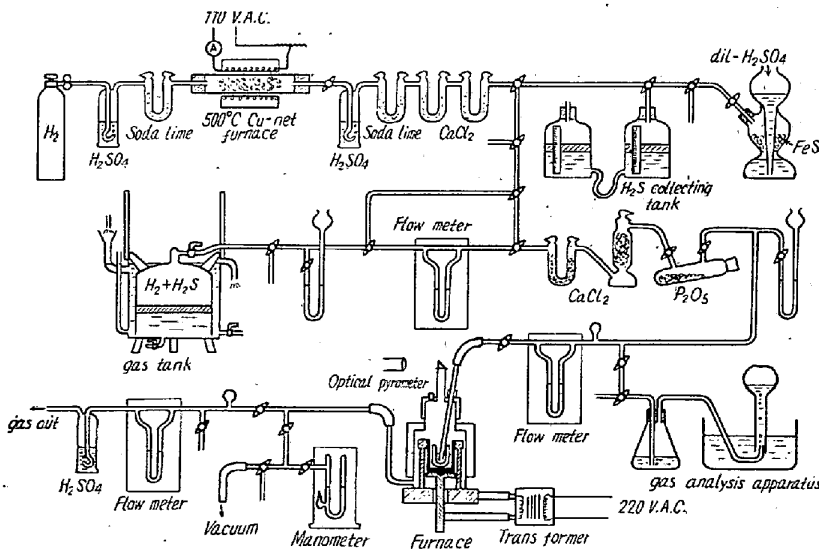 110 V.A.C.
A
dil-H2SO4
H2
Soda lime
500°C Cu-net
furnace
Soda lime
CaCl2
H2SO4
H2SO4
FeS
H2S collecting
tank
Flow meter
H2+H2S
CaCl2
P2O5
gas tank
Optical pyrometer
gas out
Flow meter
H2SO4
Flow meter
gas analysis apparatus
Vacuum
Manometer
Furnace
Trans former
220 V.A.C.